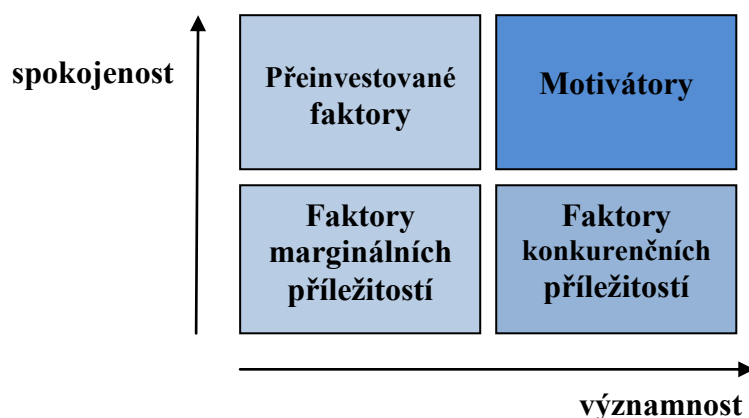 spokojenost
Přeinvestované
faktory
Motivátory
Faktory
marginálních
příležitostí
Faktory
konkurenčních
příležitostí
významnost